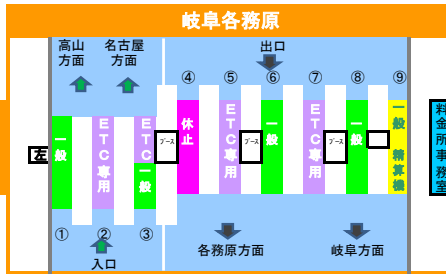 岐阜各務原
高山
方面
名古屋
方面
出口
④
⑤
⑥
⑦
⑧
⑨
左
一般
ETC専用
ETC
一般
ブース
休止
ETC専用
ブース
一般
ETC専用
ブース
一般
一般 精算機
料金所事務室
①
②
③
入口
各務原方面
岐阜方面